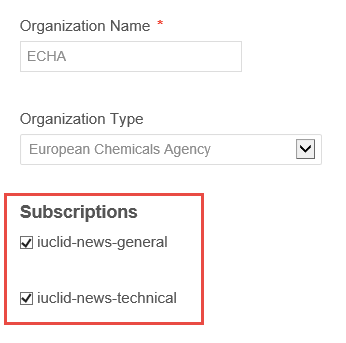 Organization Name *
ECHA
Organization Type
European Chemicals Agency
Subscriptions
iuclid-news-general
iuclid-news-technical